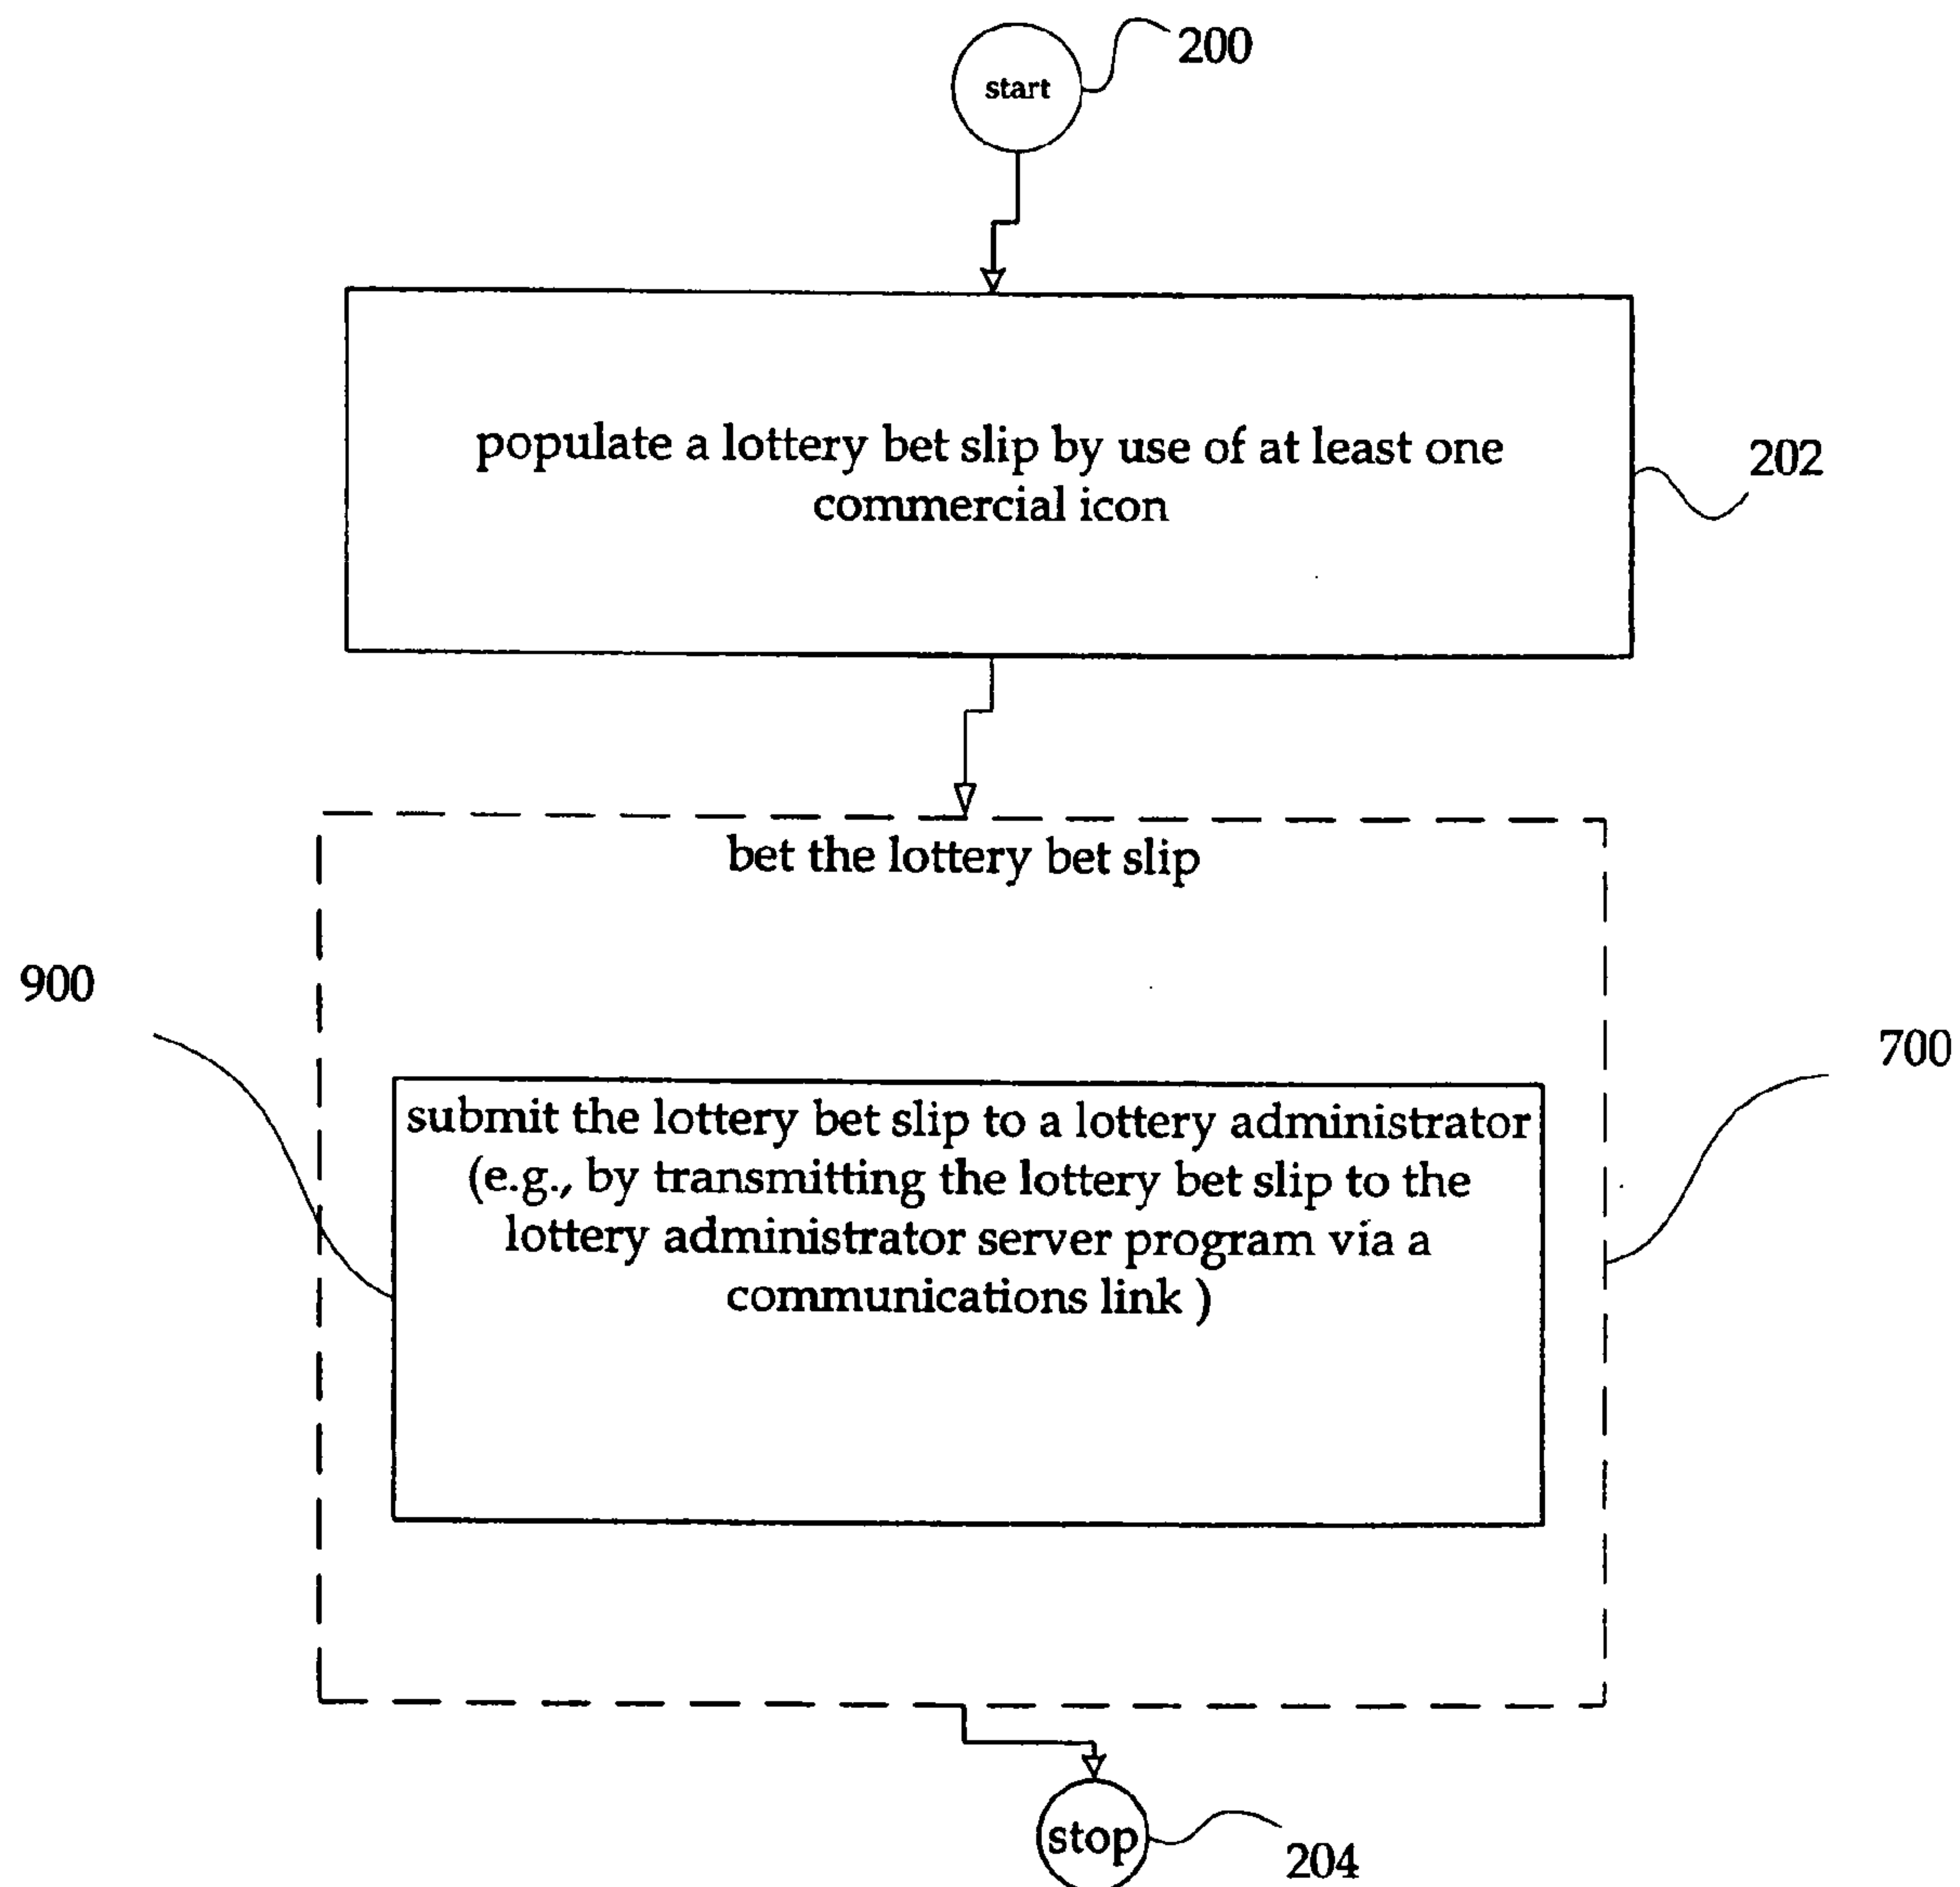 start
200
populate a lottery bet slip by use of at least one
commercial icon
202
bet the lottery bet slip
900
700
submit the lottery bet slip to a lottery administrator
(e.g., by transmitting the lottery bet slip to the
lottery administrator server program via a
communications link )
stop
204